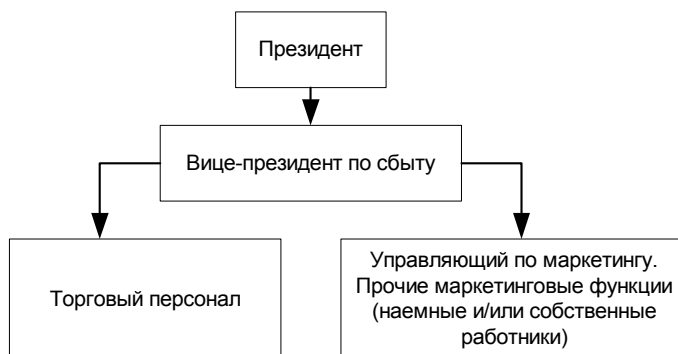 Президент
Вице-президент по сбыту
Торговый персонал
Управляющий по маркетингу.
Прочие маркетинговые функции
(наемные и/или собственные
работники)